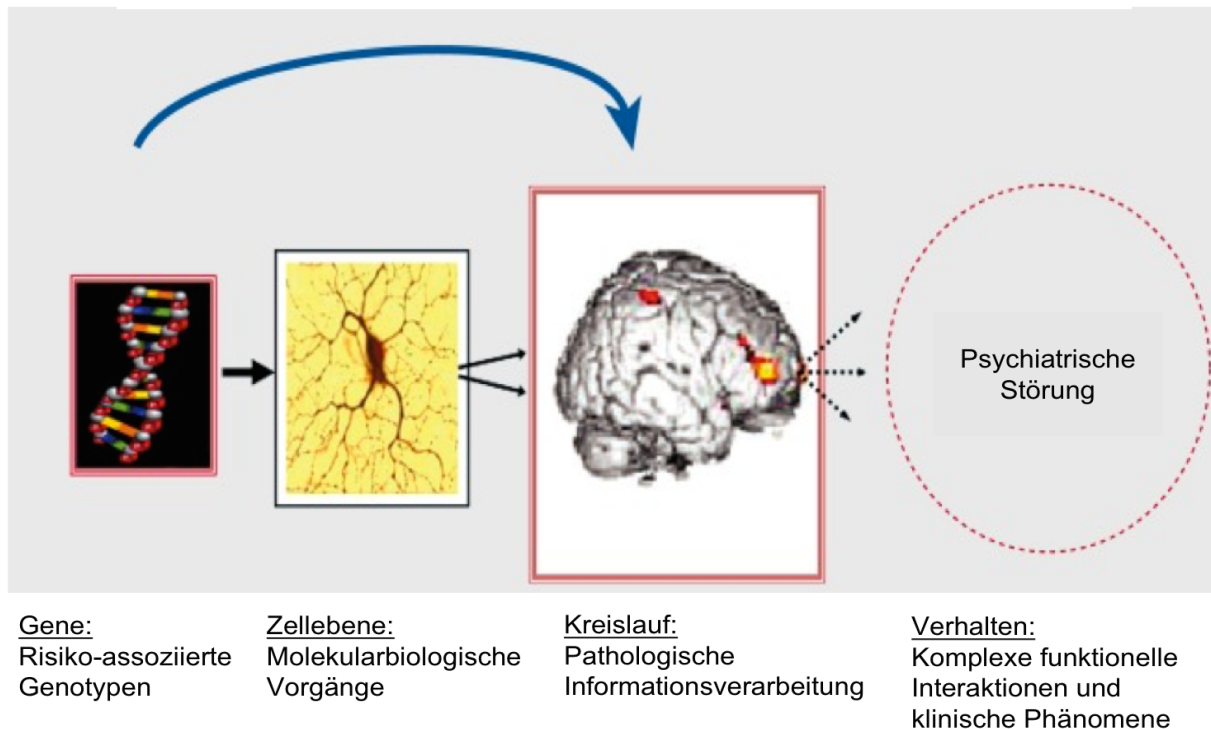 Psychiatrische
Störung
Gene:
Risiko-assoziierte
Genotypen
Zellebene:
Molekularbiologische
Vorgänge
Kreislauf:
Pathologische
Informationsverarbeitung
Verhalten:
Komplexe funktionelle
Interaktionen und
klinische Phänomene